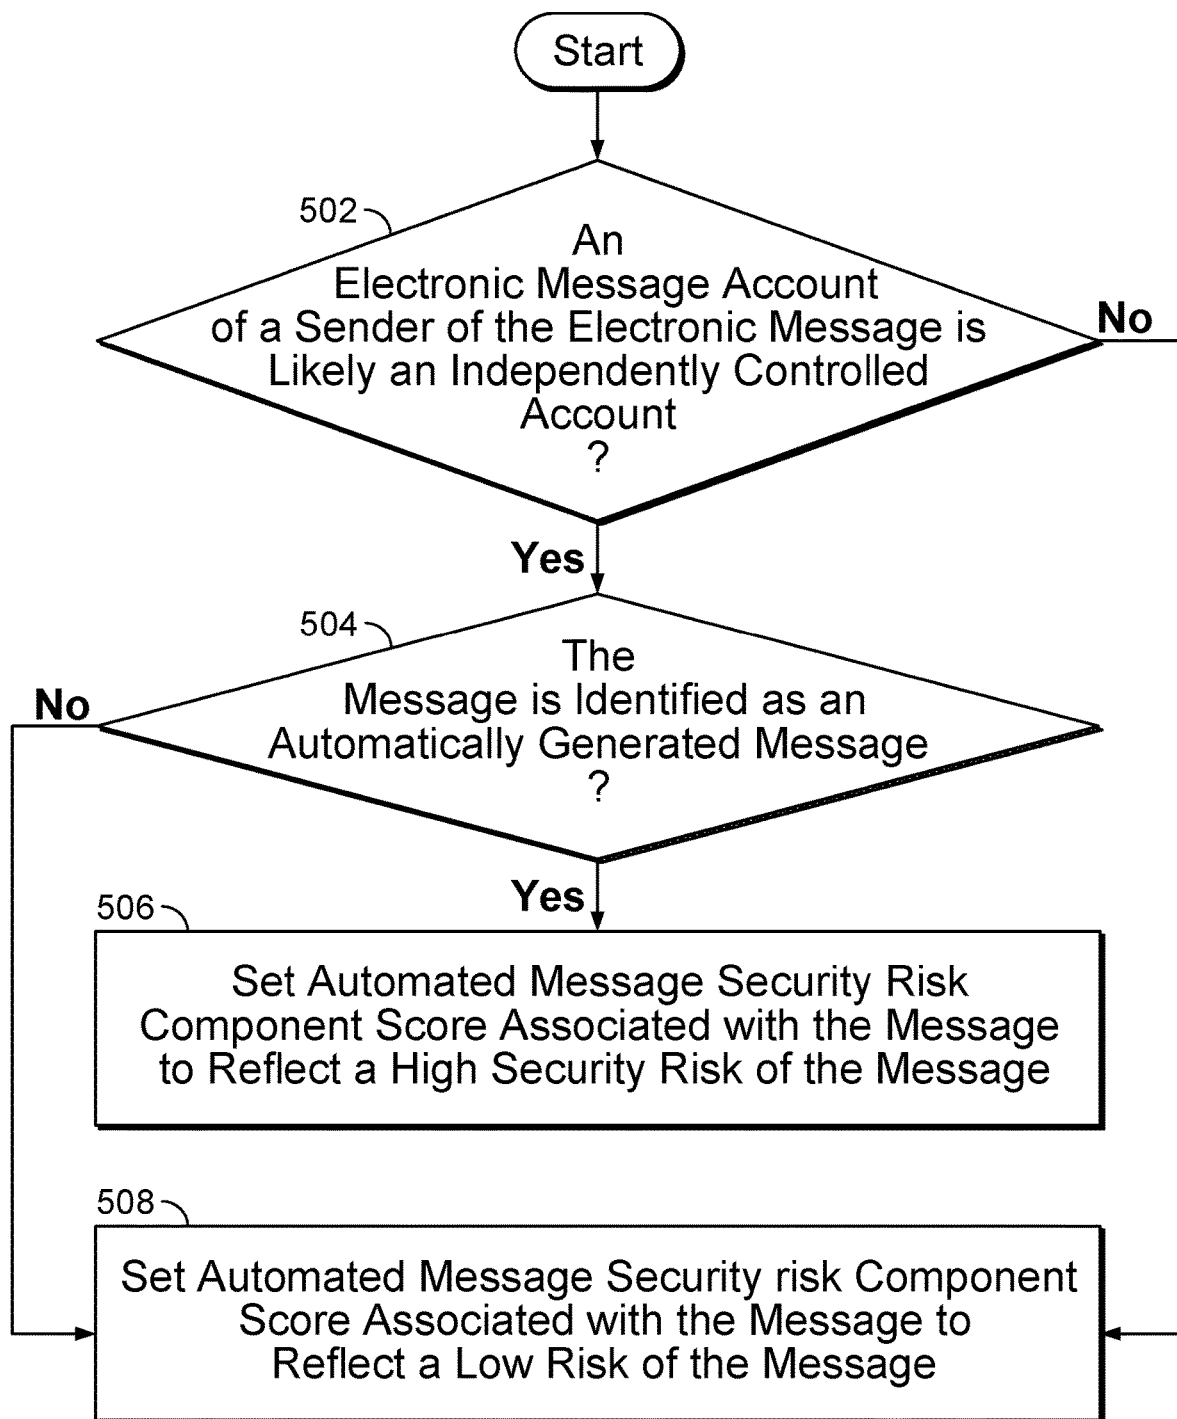 Start
502
An
Electronic Message Account
of a Sender of the Electronic Message is
Likely an Independently Controlled
Account
?
No
Yes
504
The
Message is Identified as an
Automatically Generated Message
?
No
Yes
506
Set Automated Message Security Risk
Component Score Associated with the Message
to Reflect a High Security Risk of the Message
508
Set Automated Message Security risk Component
Score Associated with the Message to
Reflect a Low Risk of the Message